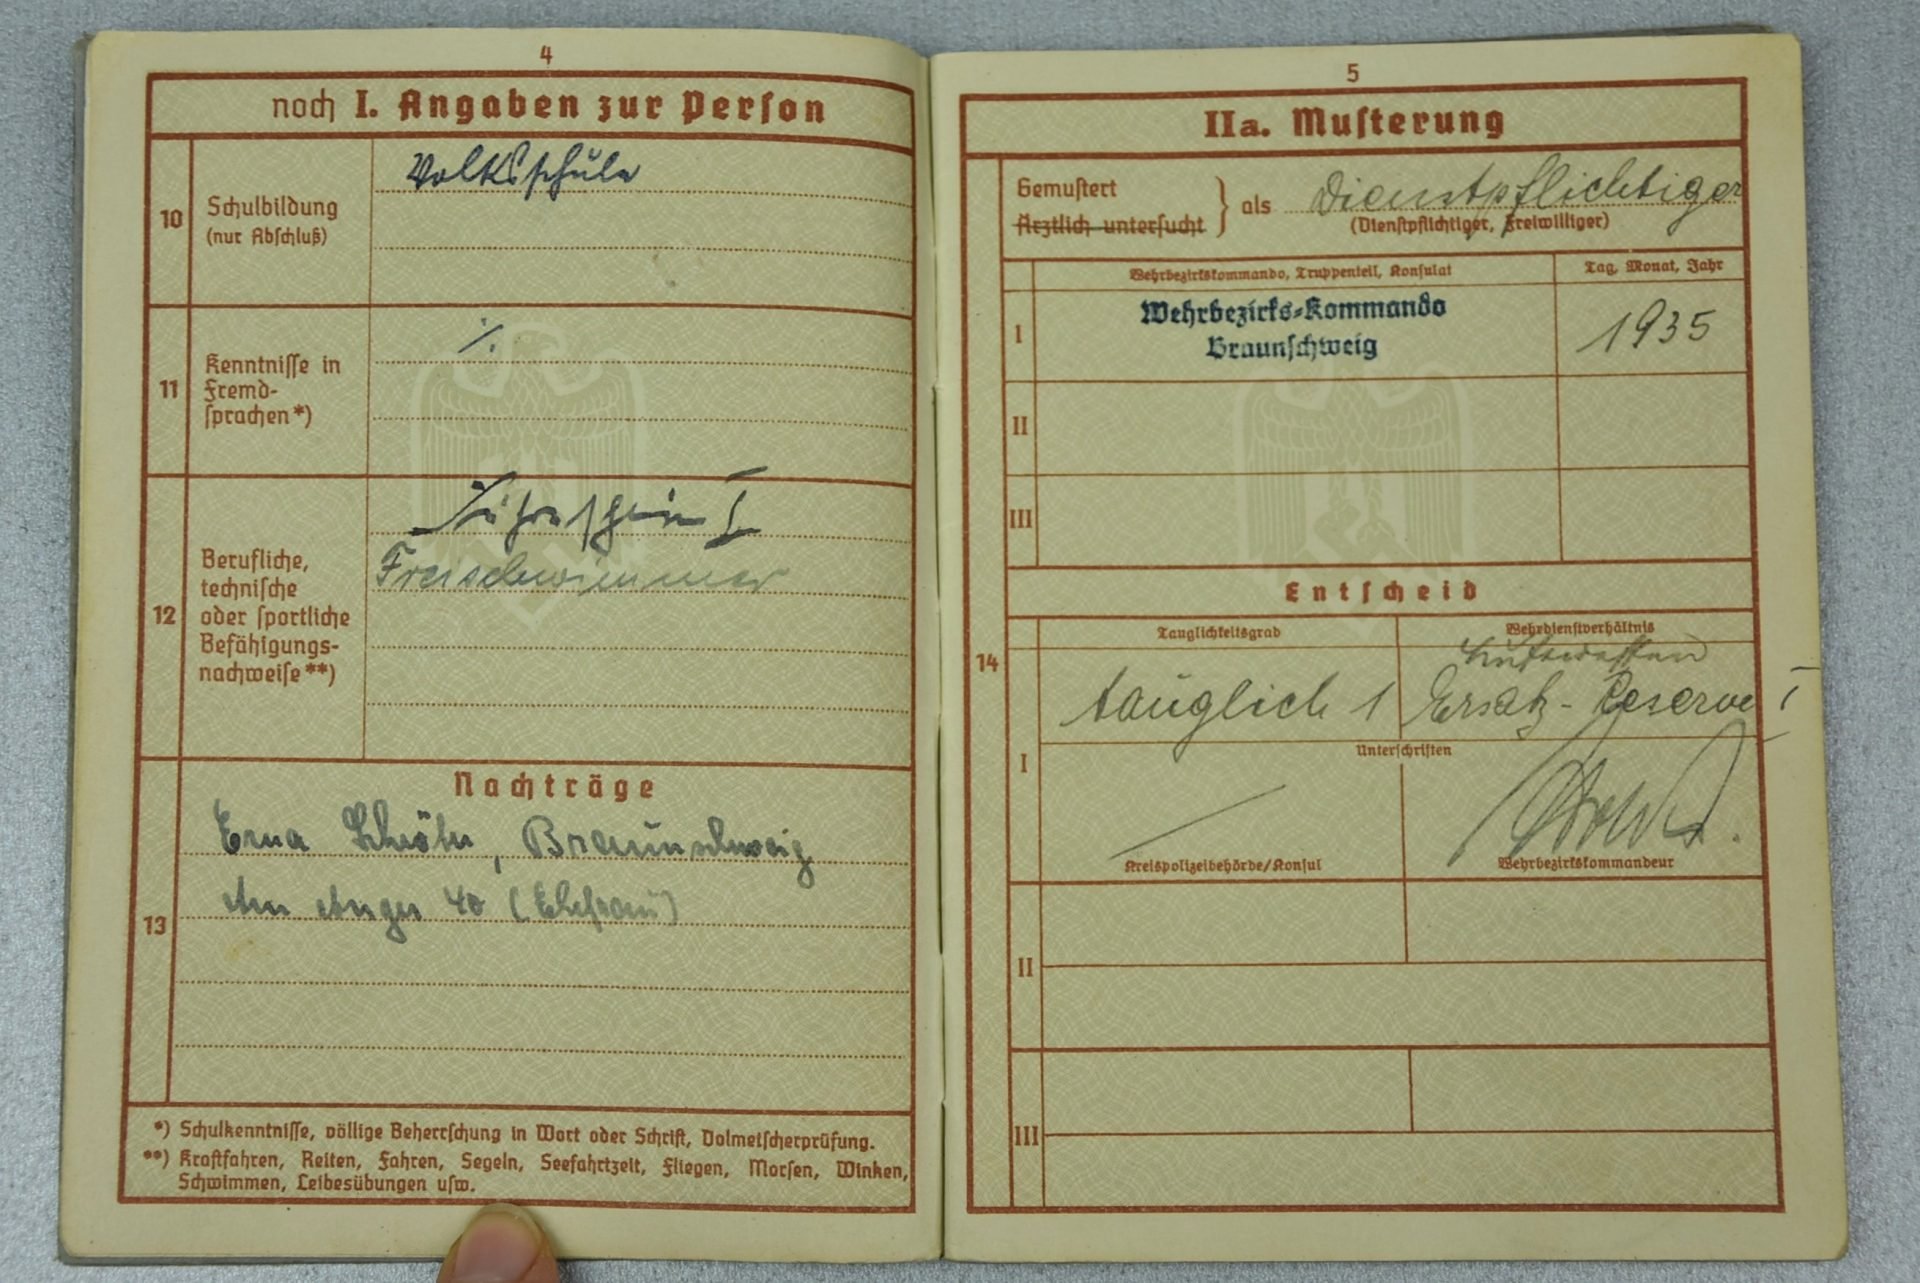 4
noch I. Angaben zur Person
10
Schulbildung
(nur Abschluß)
Volksschule
11
Kenntnisse in
Fremd-
sprachen*)
./.
12
Berufliche,
technische
oder sportliche
Befähigungs-
nachweise**)
Führerschein
Freischwimmer
13
Nachträge
Erna, Braunschweig
Am Anger 40 (Ehefrau)
*) Schulkenntnisse, völlige Beherrschung in Wort oder Schrift, Dolmetscherprüfung.
**) Kraftfahren, Reiten, Fahren, Segeln, Seefahrtzeit, Fliegen, Morsen, Winken,
Schwimmen, Leibesübungen usw.
5
IIa. Musterung
Gemustert
Ärztlich untersucht
} als Dienstpflichtiger
(Dienstpflichtiger, Freiwilliger)
Wehrbezirkskommando, Truppenteil, Konsulat
Tag, Monat, Jahr
I
Wehrbezirks-Kommando
Braunschweig
1935
II
III
Entscheid
14
Tauglichkeitsgrad
Wehrdienstverhältnis
I
tauglich 1
Ersatz-Reserve I
Unterschriften
Kreispolizeibehörde/Konsul
Wehrbezirkskommandeur
II
III